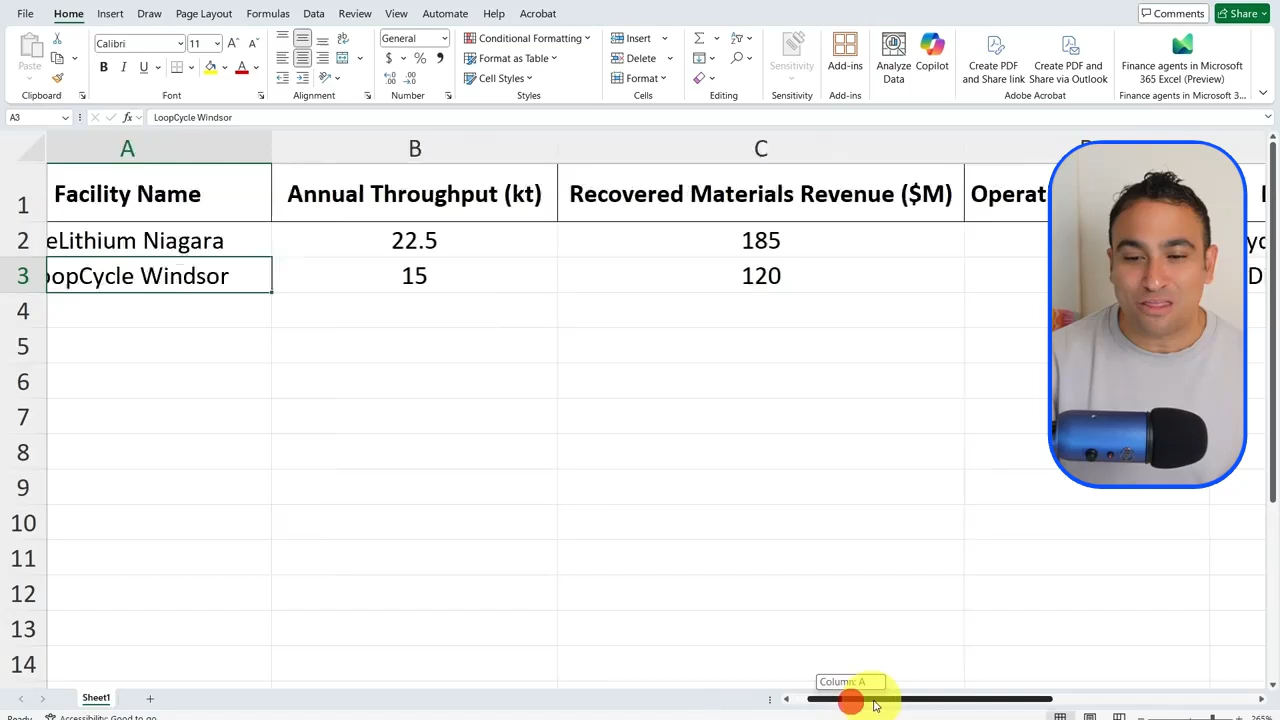 File Home Insert Draw Page Layout Formulas Data Review View Automate Help Acrobat Comments Share
Paste
Clipboard
Calibri 11 A A
B I U A
Font
Alignment
General
$ % ,
Number
Conditional Formatting
Format as Table
Cell Styles
Styles
Insert
Delete
Format
Cells
Editing
Sensitivity
Sensitivity
Add-ins
Add-ins
Analyze
Data
Copilot
Create PDF
and Share link
Create PDF and
Share via Outlook
Adobe Acrobat
Finance agents in Microsoft
365 Excel (Preview)
Finance agents in Microsoft 3...
A3 fx LoopCycle Windsor
A B C
1 Facility Name Annual Throughput (kt) Recovered Materials Revenue ($M) Operat
2 eLithium Niagara 22.5 185
3 oopCycle Windsor 15 120 D
4
5
6
7
8
9
10
11
12
13
14
Column: A
Sheet1
Ready Accessibility: Good to go 265%